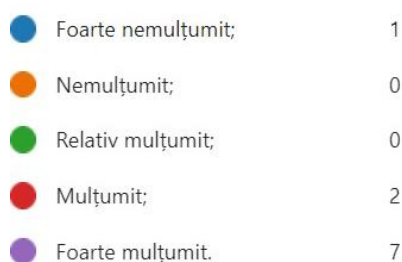 Foarte nemulțumit; 1
Nemulțumit; 0
Relativ mulțumit; 0
Mulțumit; 2
Foarte mulțumit. 7